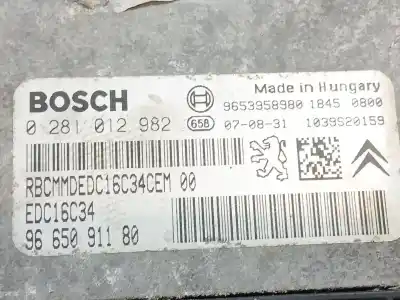 Made in Hungary
BOSCH
9653958980 1845 0800
0 281 012 982
658
07-08-31
1039S20159
RBCMMDEDC16C34CEM 00
EDC16C34
96 650 911 80